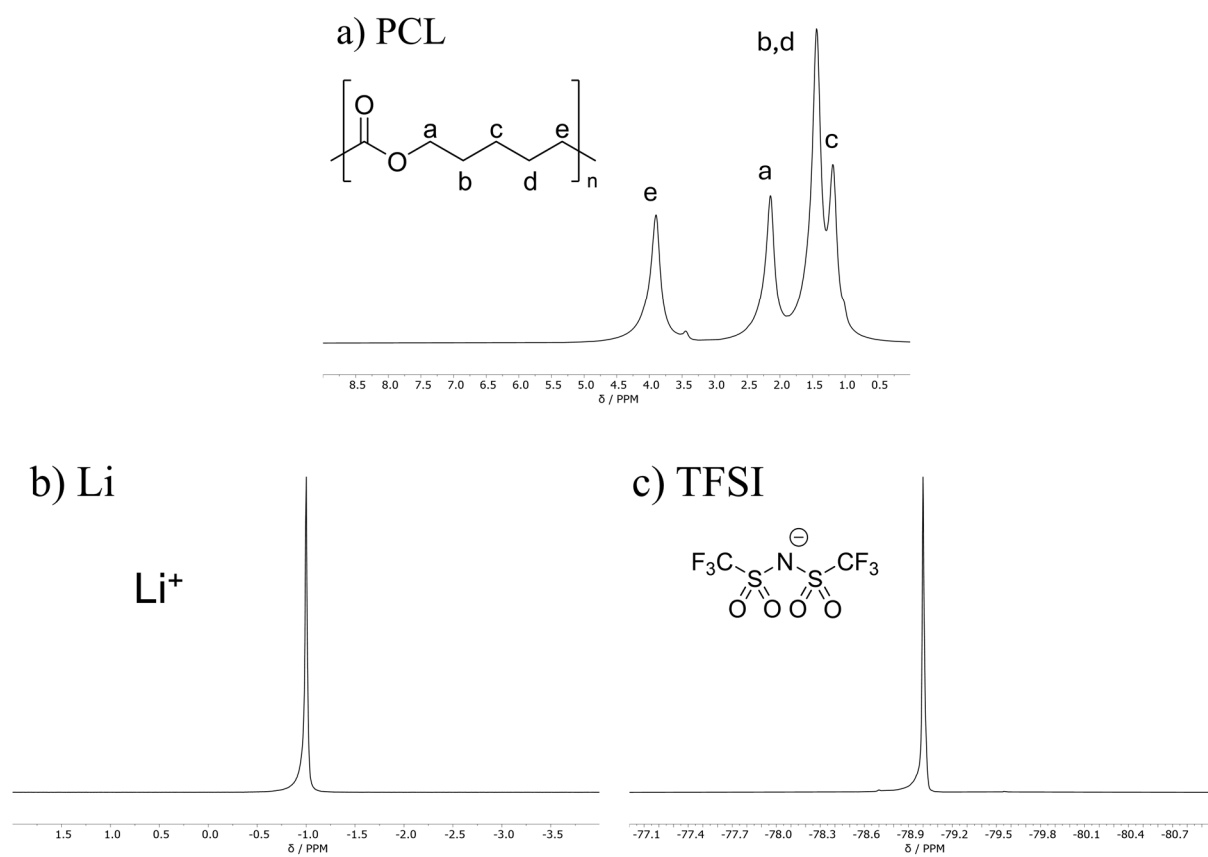 a) PCL
b,d
O
a
c
e
c
a
e
O
n
b
d
8.5 8.0 7.5 7.0 6.5 6.0 5.5 5.0 4.5 4.0 3.5 3.0 2.5 2.0 1.5 1.0 0.5
δ / PPM
b) Li
c) TFSI
Li⁺
F₃C N CF₃
S S
O O O O
1.5 1.0 0.5 0.0 -0.5 -1.0 -1.5 -2.0 -2.5 -3.0 -3.5
δ / PPM
-77.1 -77.4 -77.7 -78.0 -78.3 -78.6 -78.9 -79.2 -79.5 -79.8 -80.1 -80.4 -80.7
δ / PPM